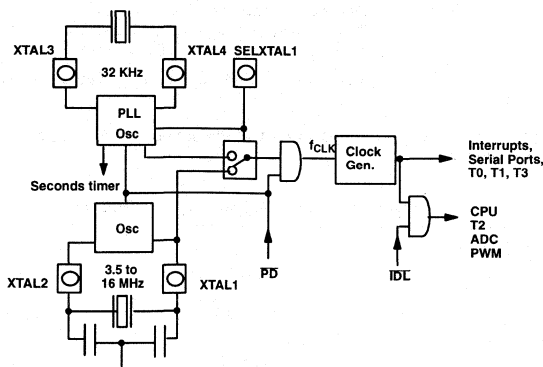 XTAL3
XTAL4
SELXTAL1
32 KHz
PLL
Osc
fCLK
Clock
Gen.
Interrupts,
Serial Ports,
T0, T1, T3
Seconds timer
Osc
CPU
T2
ADC
PWM
PD
IDL
XTAL2
3.5 to
16 MHz
XTAL1